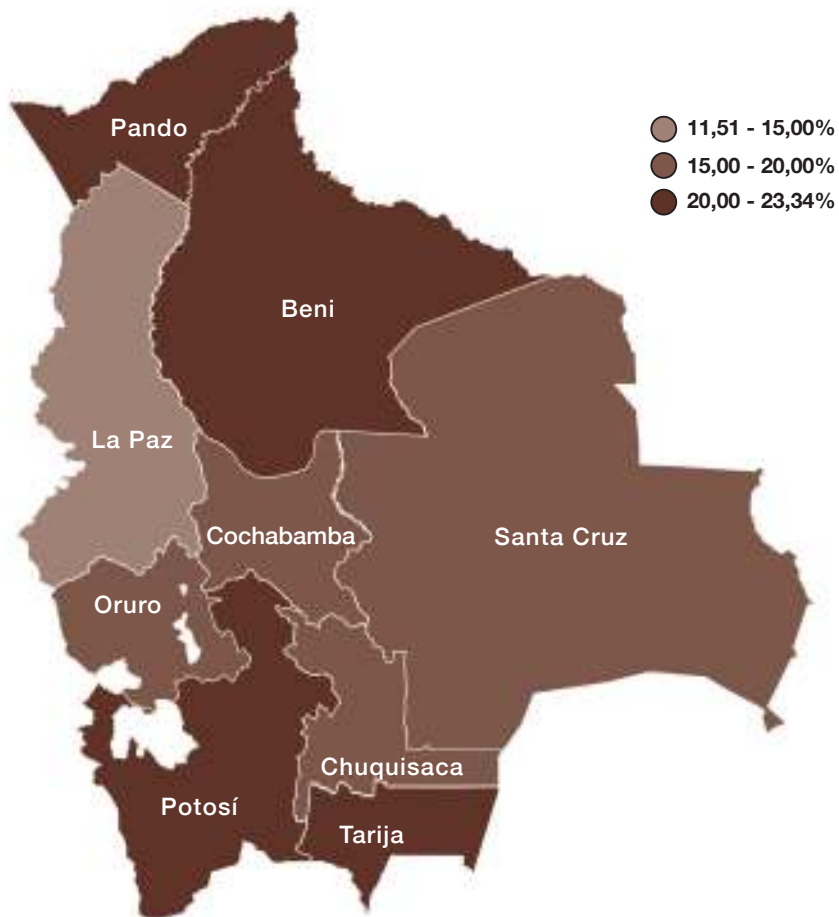 Pando
11,51 - 15,00%
15,00 - 20,00%
20,00 - 23,34%
Beni
La Paz
Cochabamba
Santa Cruz
Oruro
Chuquisaca
Potosí
Tarija